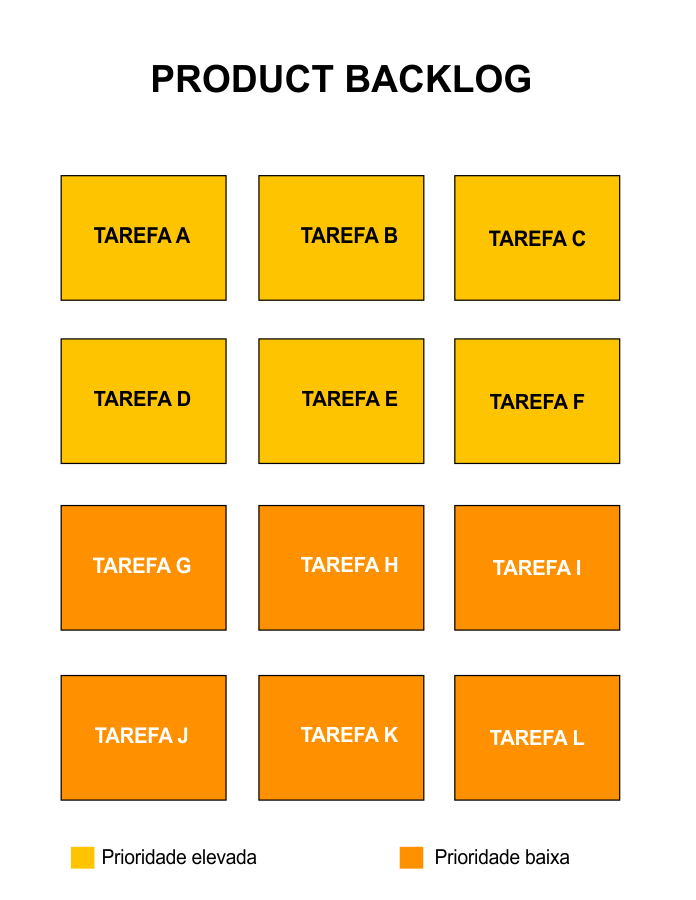 PRODUCT BACKLOG
TAREFA A
TAREFA B
TAREFA C
TAREFA D
TAREFA E
TAREFA F
TAREFA G
TAREFA H
TAREFA I
TAREFA J
TAREFA K
TAREFA L
Prioridade elevada
Prioridade baixa